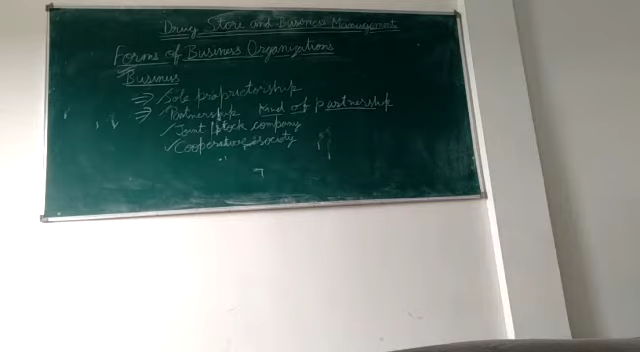 Drug Store and Business Management
Forms of Business Organizations
Business
Sole proprietorship
Partnership Kind of partnership
Joint stock company
Cooperative society